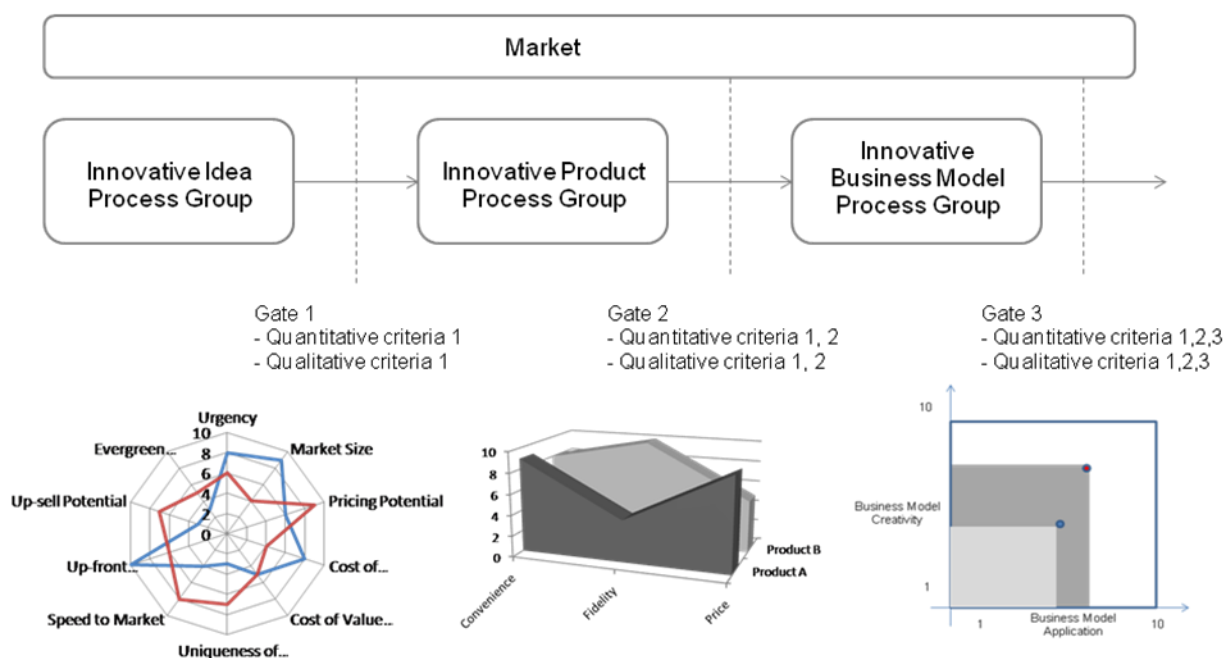 Market
Innovative Idea
Process Group
Innovative Product
Process Group
Innovative
Business Model
Process Group
Gate 1
- Quantitative criteria 1
- Qualitative criteria 1
Gate 2
- Quantitative criteria 1, 2
- Qualitative criteria 1, 2
Gate 3
- Quantitative criteria 1,2,3
- Qualitative criteria 1,2,3
Urgency
Market Size
Pricing Potential
Cost of...
Cost of Value...
Uniqueness of...
Speed to Market
Up-front...
Up-sell Potential
Evergreen...
10
8
6
4
2
0
10
8
6
4
2
0
Convenience
Fidelity
Price
Product B
Product A
10
Business Model
Creativity
1
1
Business Model
Application
10